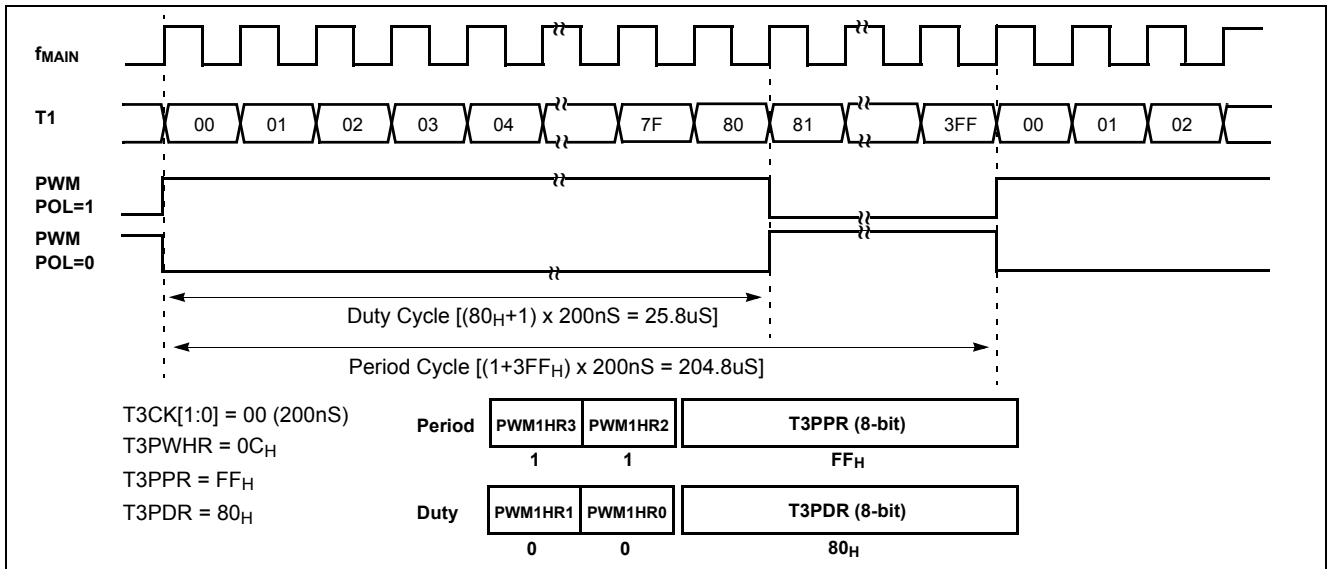 fMAIN
T1 00 01 02 03 04 7F 80 81 3FF 00 01 02
PWM
POL=1
PWM
POL=0
Duty Cycle [(80H+1) x 200nS = 25.8uS]
Period Cycle [(1+3FFH) x 200nS = 204.8uS]
T3CK[1:0] = 00 (200nS)
T3PWHR = 0CH
T3PPR = FFH
T3PDR = 80H
Period PWM1HR3 PWM1HR2 T3PPR (8-bit)
1 1 FFH
Duty PWM1HR1 PWM1HR0 T3PDR (8-bit)
0 0 80H